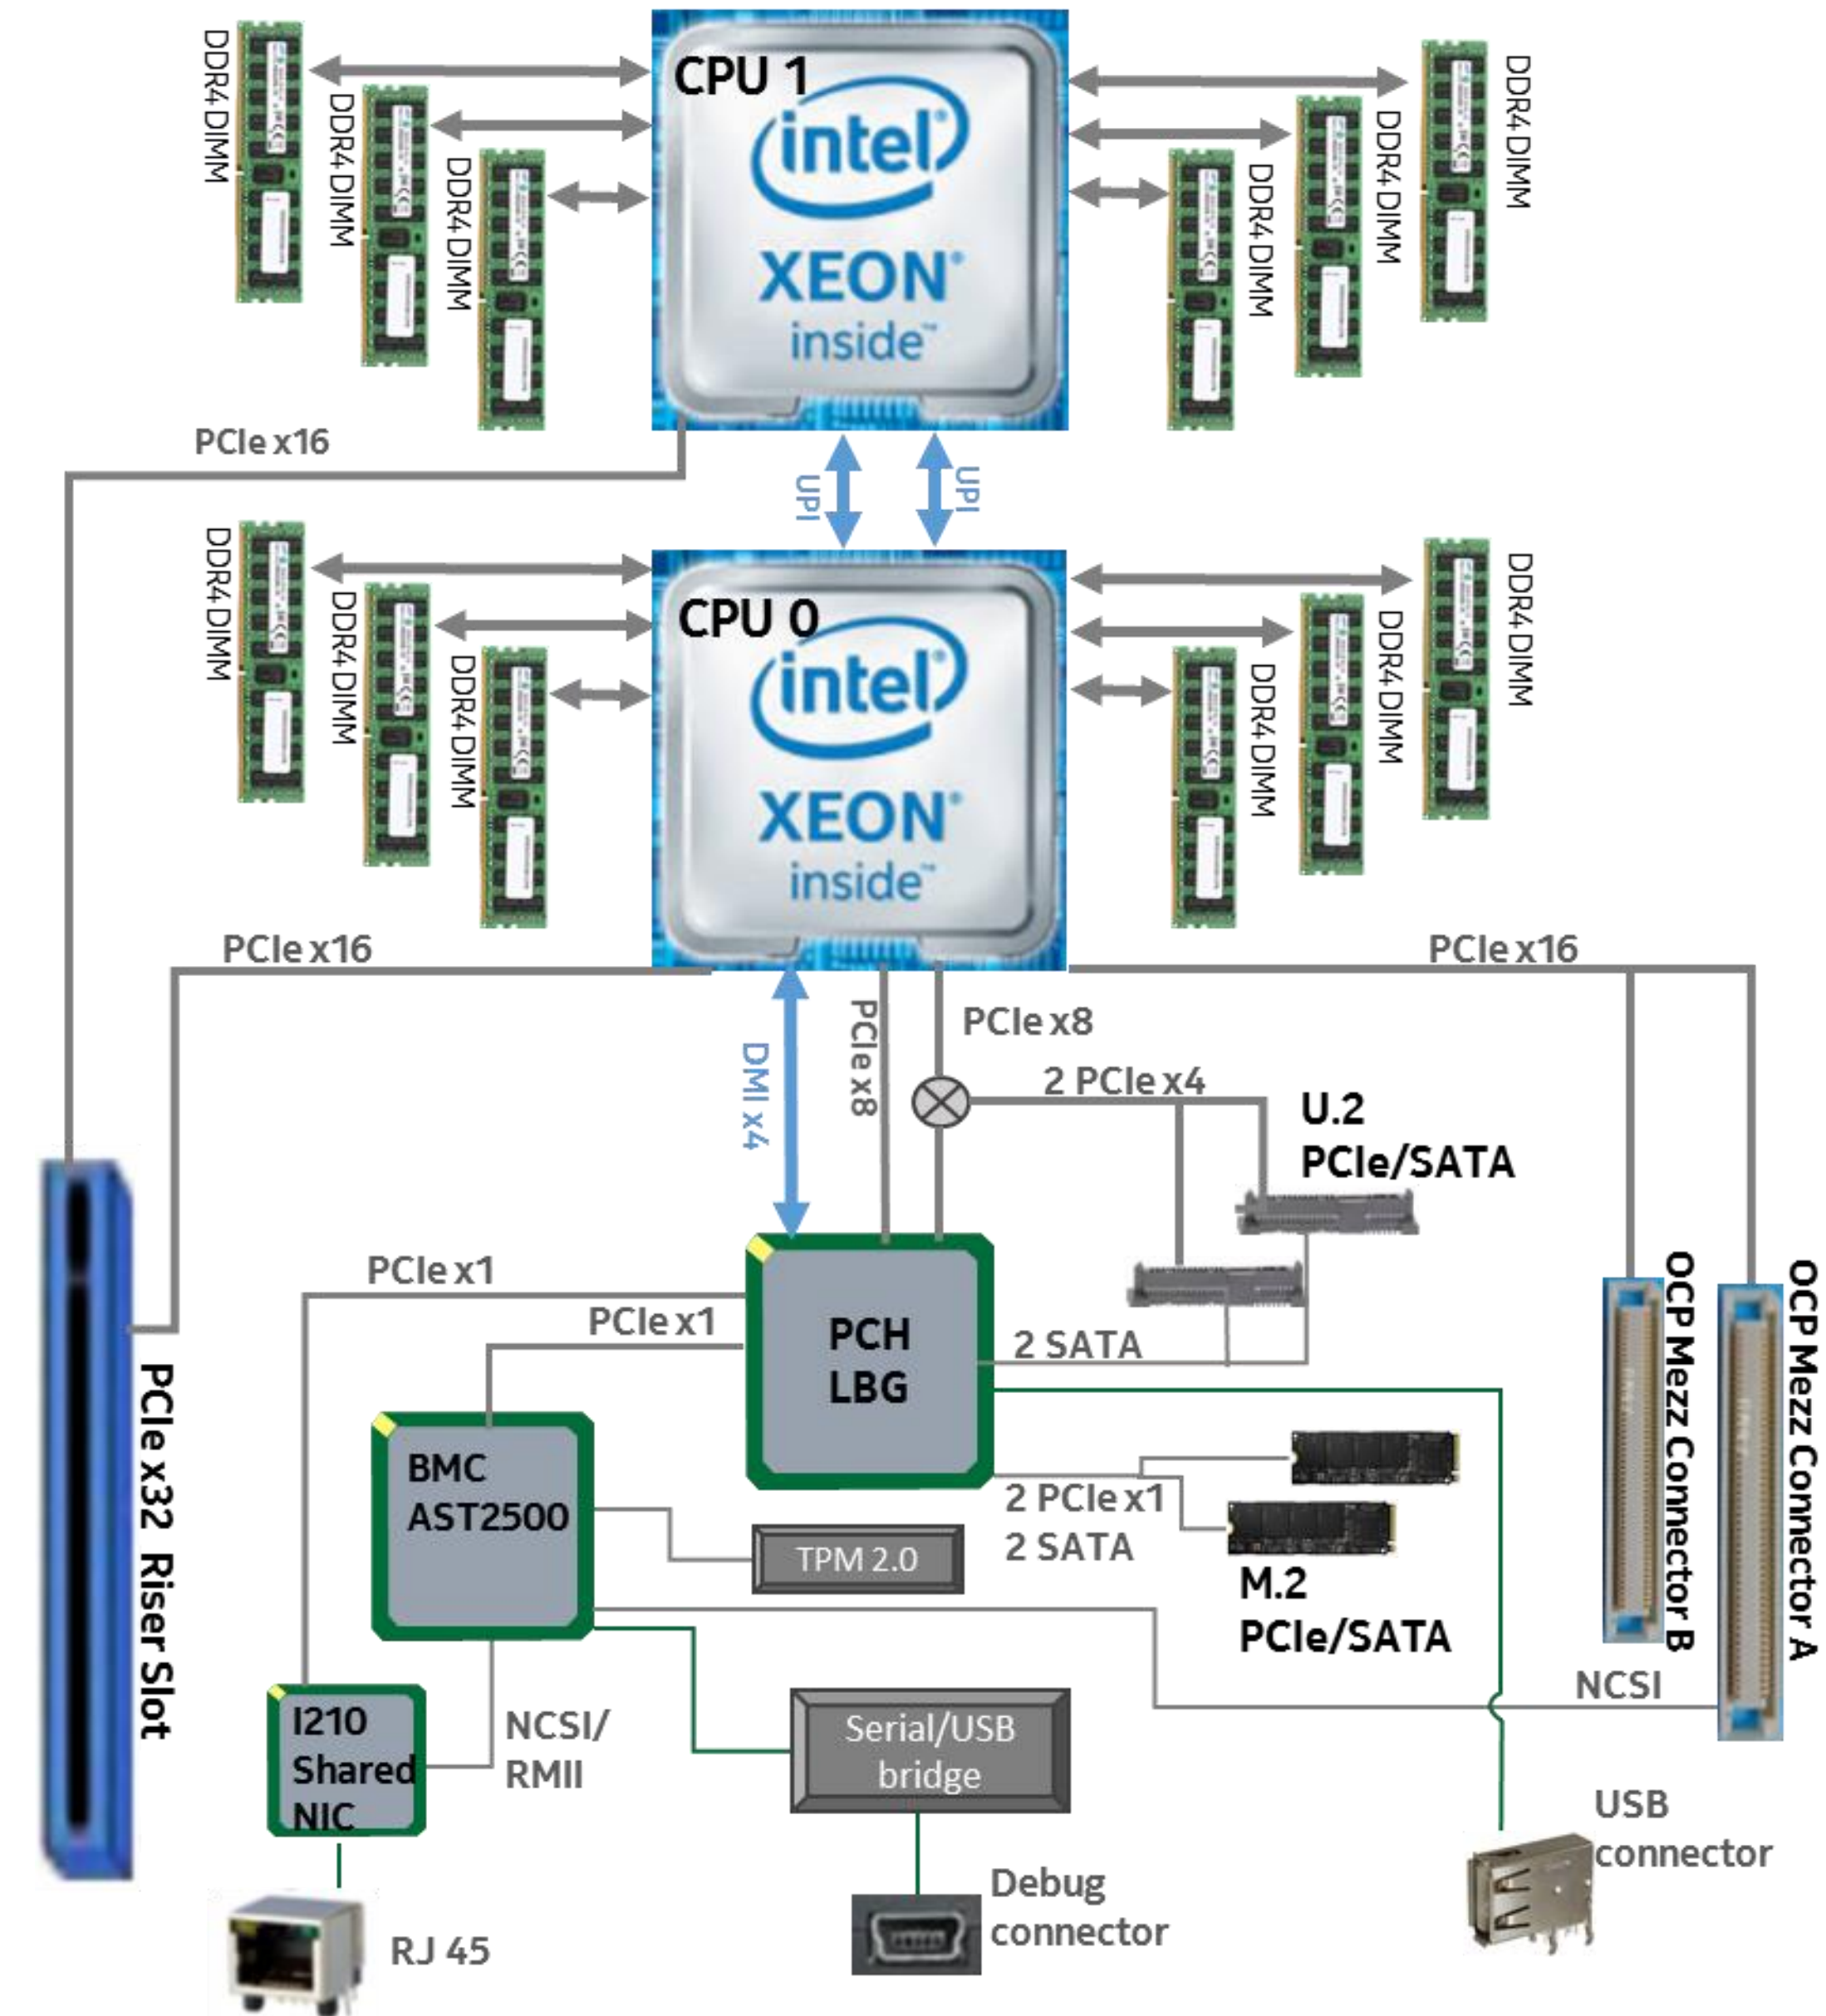 CPU 1
intel®
XEON®
inside™
DDR4 DIMM
DDR4 DIMM
DDR4 DIMM
DDR4 DIMM
DDR4 DIMM
DDR4 DIMM
PCIe x16
UPI
UPI
CPU 0
intel®
XEON®
inside™
DDR4 DIMM
DDR4 DIMM
DDR4 DIMM
DDR4 DIMM
DDR4 DIMM
DDR4 DIMM
PCIe x16
PCIe x16
DMI x4
PCIe x8
PCIe x8
2 PCIe x4
U.2
PCIe/SATA
PCIe x1
PCIe x1
PCH
LBG
2 SATA
PCIe x32 Riser Slot
OCP Mezz Connector B
OCP Mezz Connector A
BMC
AST2500
2 PCIe x1
2 SATA
TPM 2.0
M.2
PCIe/SATA
NCSI
I210
Shared
NIC
NCSI/
RMII
Serial/USB
bridge
USB
connector
Debug
connector
RJ 45